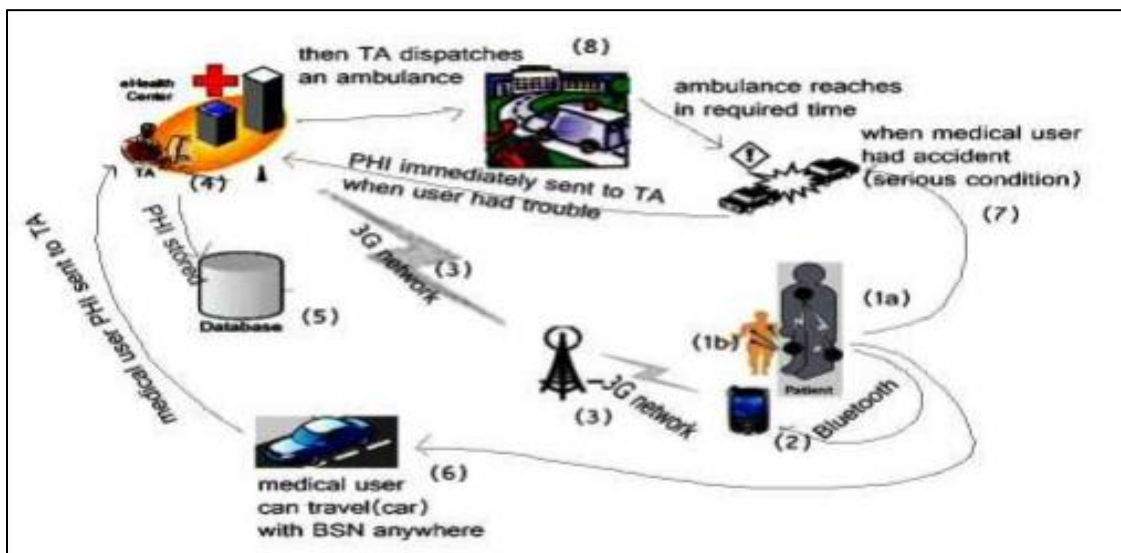 then TA dispatches
an ambulance
(8)
eHealth
Center
ambulance reaches
in required time
when medical user
had accident
(serious condition)
(7)
TA
(4)
PHI immediately sent to TA
when user had trouble
PHI stored
medical user PHI sent to TA
3G network
(3)
Database
(5)
(1a)
(1b)
Patient
3G network
(3)
(2)
Bluetooth
(6)
medical user
can travel(car)
with BSN anywhere